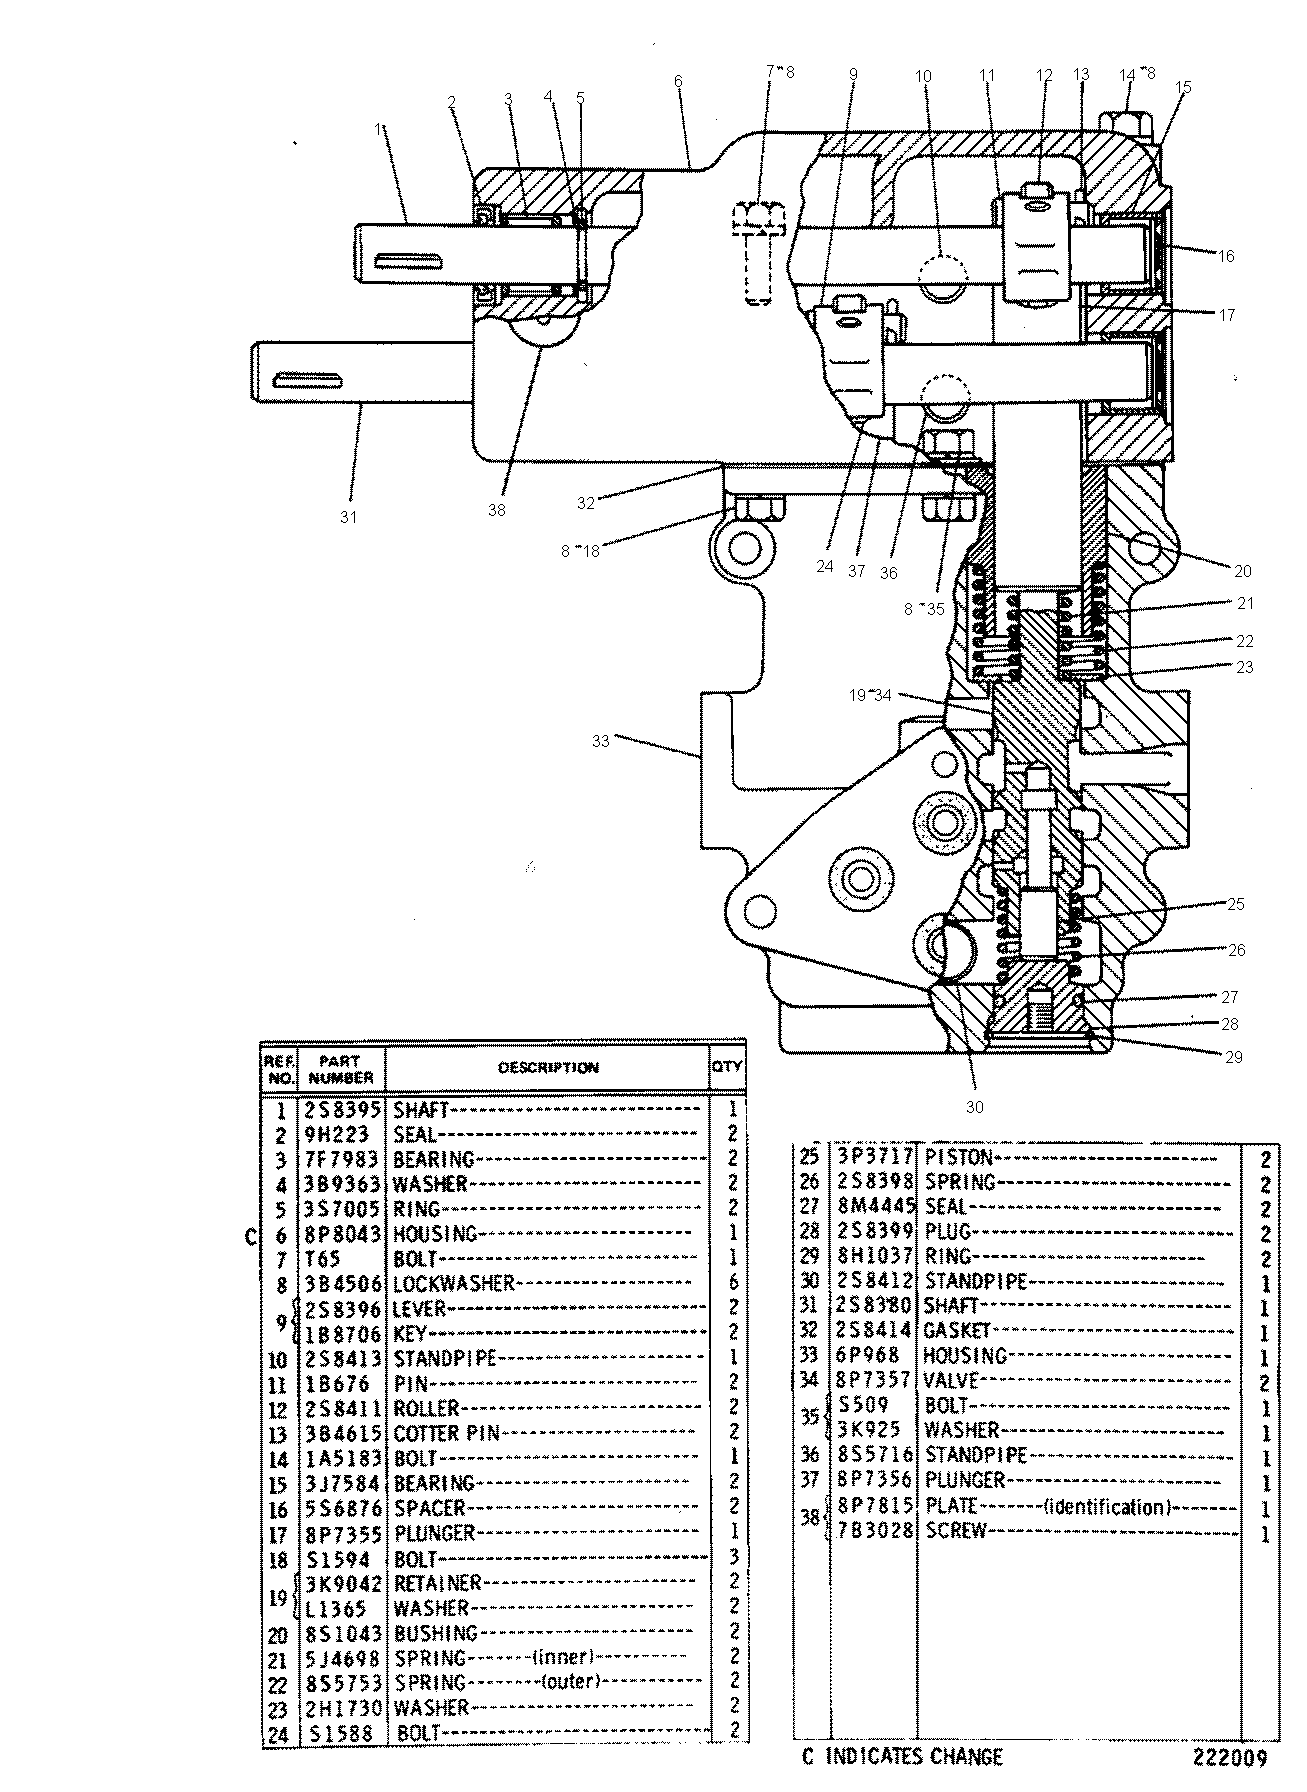 1 2 3 4 5 6 7-8 9 10 11 12 13 14-8 15
16
17
31 38 32
8-18 24 37 36 8-35
20
21
22
23
19-34
33
25
26
27
28
29
30
REF. NO. PART NUMBER DESCRIPTION QTY
1 2S8395 SHAFT 1
2 9H223 SEAL 2
3 7F7983 BEARING 2
4 3B9363 WASHER 2
5 3S7005 RING 2
C 6 8P8043 HOUSING 1
7 T65 BOLT 1
8 3B4506 LOCKWASHER 6
9 2S8396 LEVER 2
1B8706 KEY 2
10 2S8413 STANDPIPE 1
11 1B676 PIN 2
12 2S8411 ROLLER 2
13 3B4615 COTTER PIN 2
14 1A5183 BOLT 1
15 3J7584 BEARING 2
16 5S6876 SPACER 2
17 8P7355 PLUNGER 1
18 S1594 BOLT 3
19 3K9042 RETAINER 2
L1365 WASHER 2
20 8S1043 BUSHING 2
21 5J4698 SPRING (inner) 2
22 8S5753 SPRING (outer) 2
23 2H1730 WASHER 2
24 S1588 BOLT 2
25 3P3717 PISTON 2
26 2S8398 SPRING 2
27 8M4445 SEAL 2
28 2S8399 PLUG 2
29 8H1037 RING 2
30 2S8412 STANDPIPE 1
31 2S8380 SHAFT 1
32 2S8414 GASKET 1
33 6P968 HOUSING 1
34 8P7357 VALVE 2
35 S509 BOLT 1
3K925 WASHER 1
36 8S5716 STANDPIPE 1
37 8P7356 PLUNGER 1
38 8P7815 PLATE (identification) 1
7B3028 SCREW 1
C INDICATES CHANGE 222009